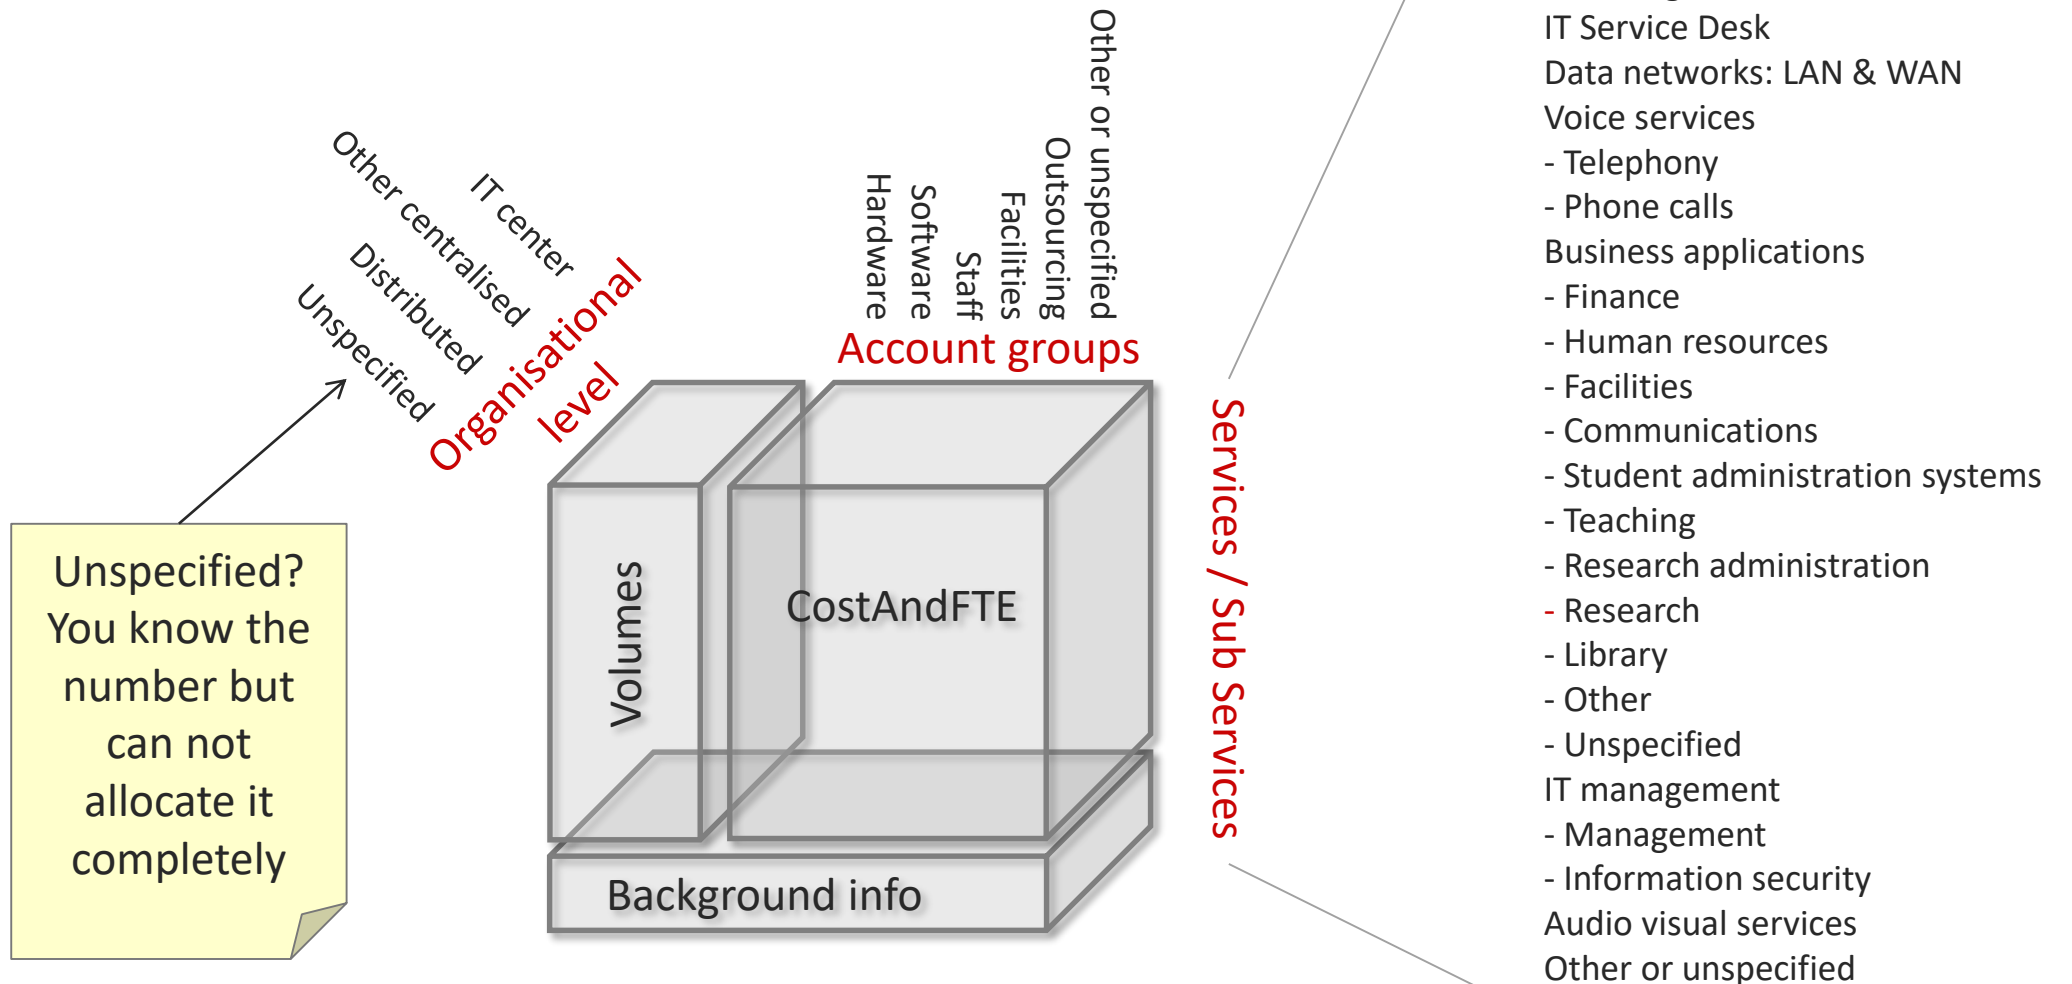 IT center
Other centralised
Distributed
Unspecified
Organisational
level
Hardware
Software
Staff
Facilities
Outsourcing
Other or unspecified
Account groups
Unspecified?
You know the
number but
can not
allocate it
completely
Volumes
CostAndFTE
Background info
Services / Sub Services
IT Service Desk
Data networks: LAN & WAN
Voice services
- Telephony
- Phone calls
Business applications
- Finance
- Human resources
- Facilities
- Communications
- Student administration systems
- Teaching
- Research administration
- Research
- Library
- Other
- Unspecified
IT management
- Management
- Information security
Audio visual services
Other or unspecified